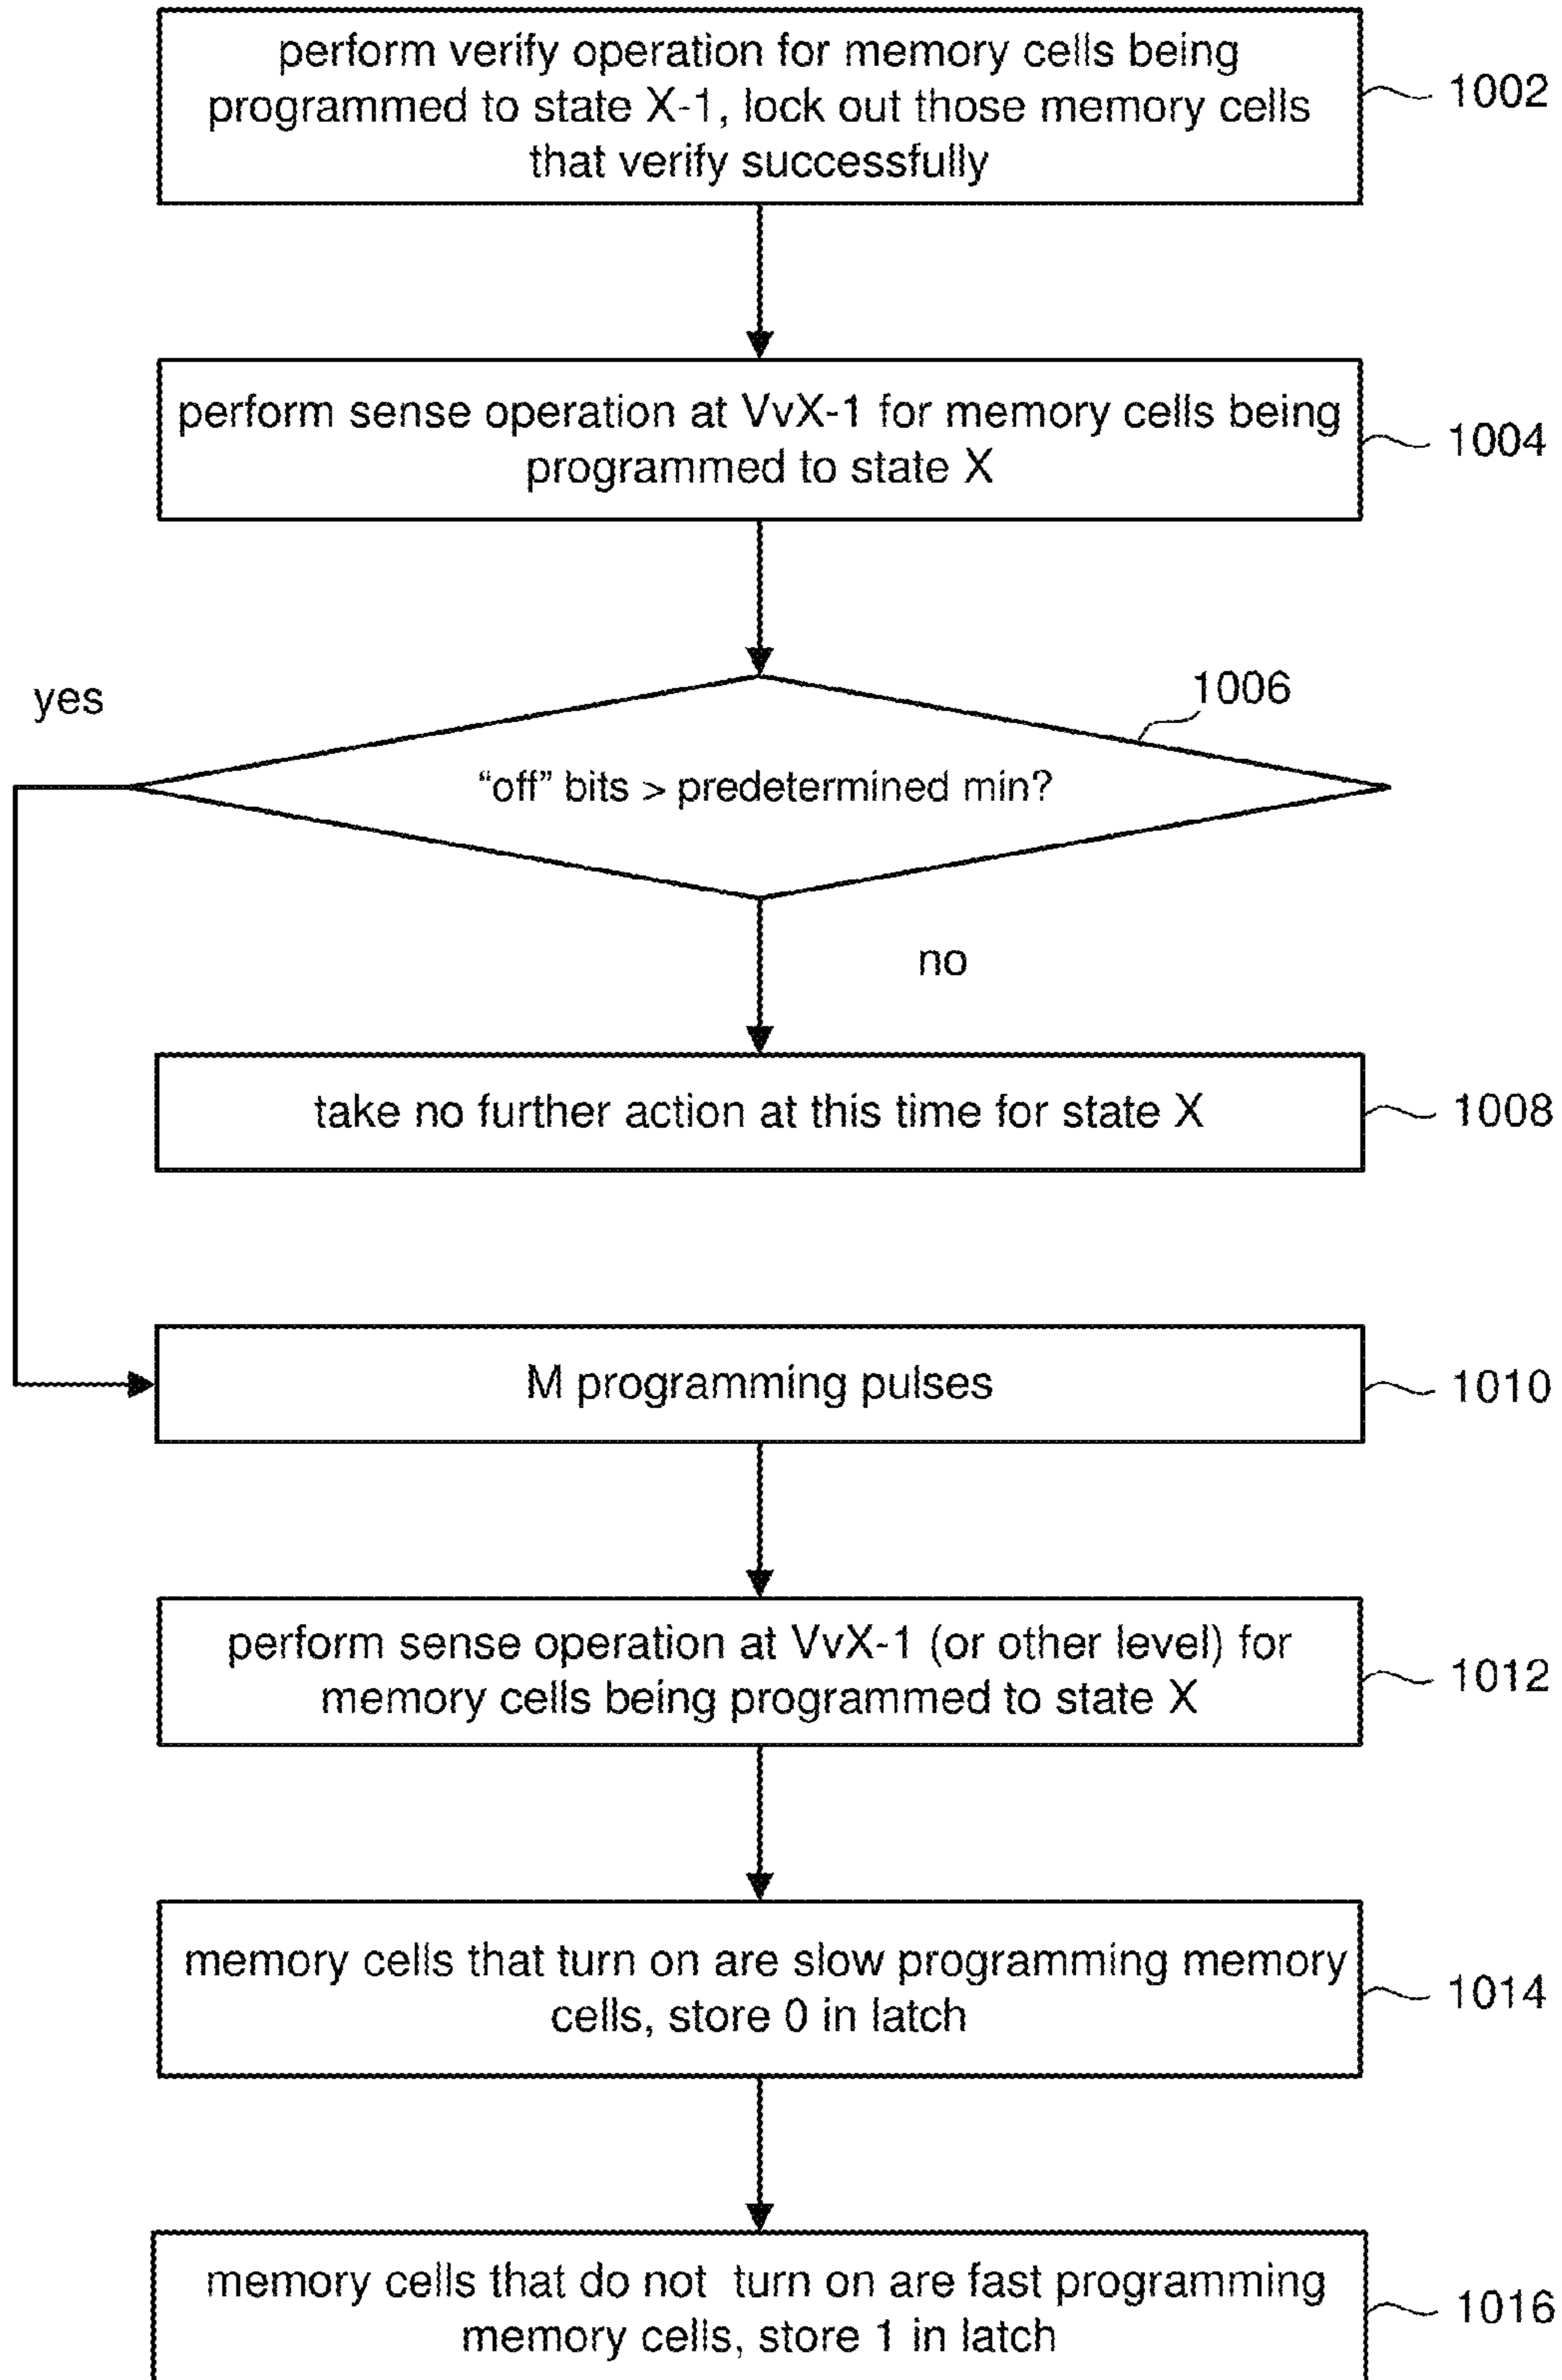 perform verify operation for memory cells being
programmed to state X-1, lock out those memory cells
that verify successfully
1002
perform sense operation at VvX-1 for memory cells being
programmed to state X
1004
yes
1006
“off” bits > predetermined min?
no
take no further action at this time for state X
1008
M programming pulses
1010
perform sense operation at VvX-1 (or other level) for
memory cells being programmed to state X
1012
memory cells that turn on are slow programming memory
cells, store 0 in latch
1014
memory cells that do not turn on are fast programming
memory cells, store 1 in latch
1016